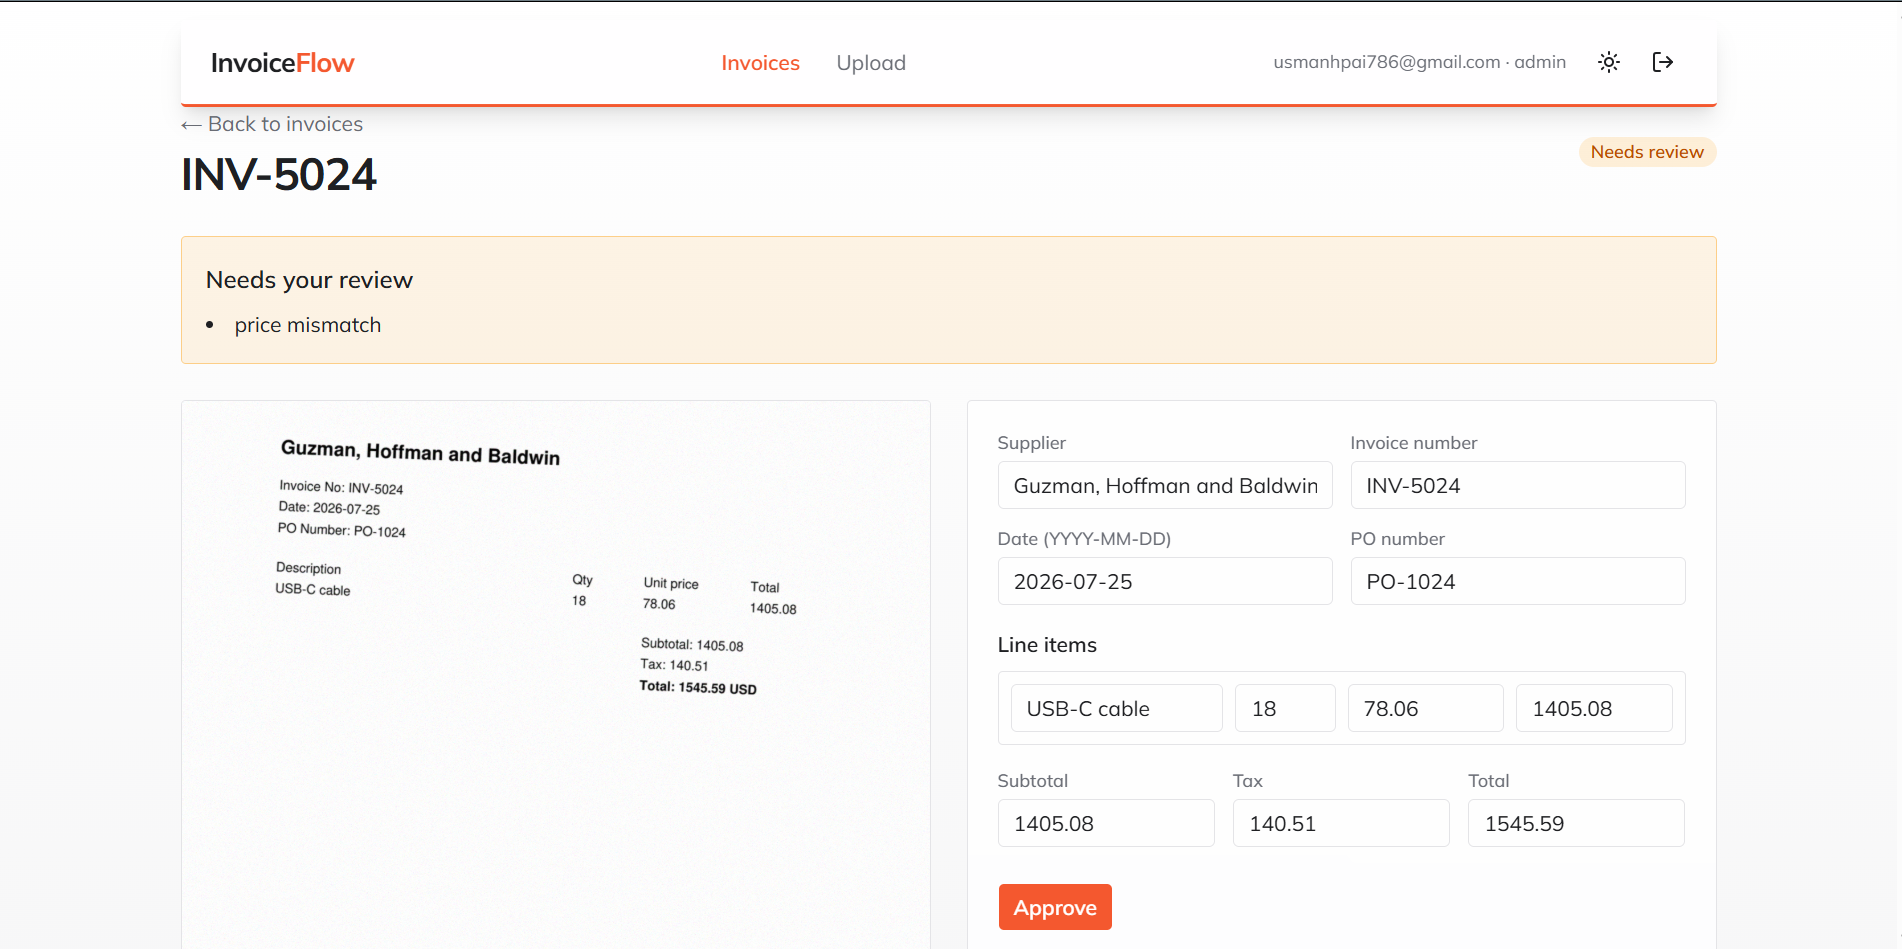 InvoiceFlow
Invoices
Upload
usmanhpai786@gmail.com · admin
← Back to invoices
INV-5024
Needs review
Needs your review
• price mismatch
Guzman, Hoffman and Baldwin
Invoice No: INV-5024
Date: 2026-07-25
PO Number: PO-1024
Description Qty Unit price Total
USB-C cable 18 78.06 1405.08
Subtotal: 1405.08
Tax: 140.51
Total: 1545.59 USD
Supplier Invoice number
Guzman, Hoffman and Baldwin INV-5024
Date (YYYY-MM-DD) PO number
2026-07-25 PO-1024
Line items
USB-C cable 18 78.06 1405.08
Subtotal Tax Total
1405.08 140.51 1545.59
Approve